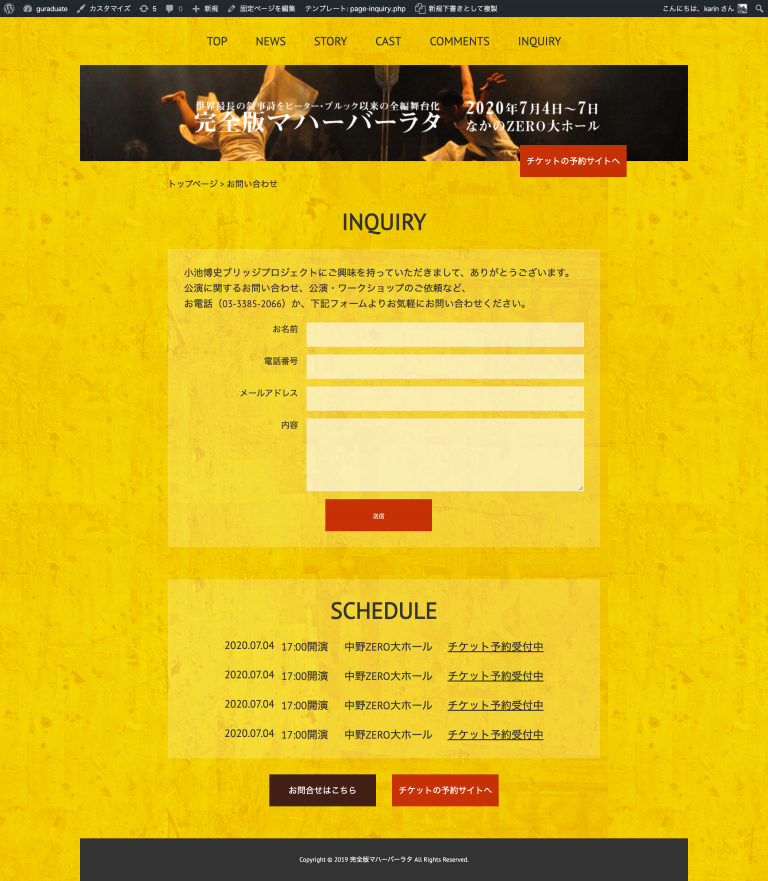 guraduate カスタマイズ 5 0 新規 固定ページを編集 テンプレート: page-inquiry.php 新規下書きとして複製 こんにちは、karin さん
TOP NEWS STORY CAST COMMENTS INQUIRY
世界最長の叙事詩をピーター・ブルック以来の全編舞台化
完全版マハーバーラタ
2020年7月4日〜7日
なかのZERO大ホール
チケットの予約サイトへ
トップページ > お問い合わせ
INQUIRY
小池博史ブリッジプロジェクトにご興味を持っていただきまして、ありがとうございます。
公演に関するお問い合わせ、公演・ワークショップのご依頼など、
お電話（03-3385-2066）か、下記フォームよりお気軽にお問い合わせください。
お名前
電話番号
メールアドレス
内容
送信
SCHEDULE
2020.07.04 17:00開演 中野ZERO大ホール チケット予約受付中
2020.07.04 17:00開演 中野ZERO大ホール チケット予約受付中
2020.07.04 17:00開演 中野ZERO大ホール チケット予約受付中
2020.07.04 17:00開演 中野ZERO大ホール チケット予約受付中
お問合せはこちら チケットの予約サイトへ
Copyright © 2019 完全版マハーバーラタ All Rights Reserved.